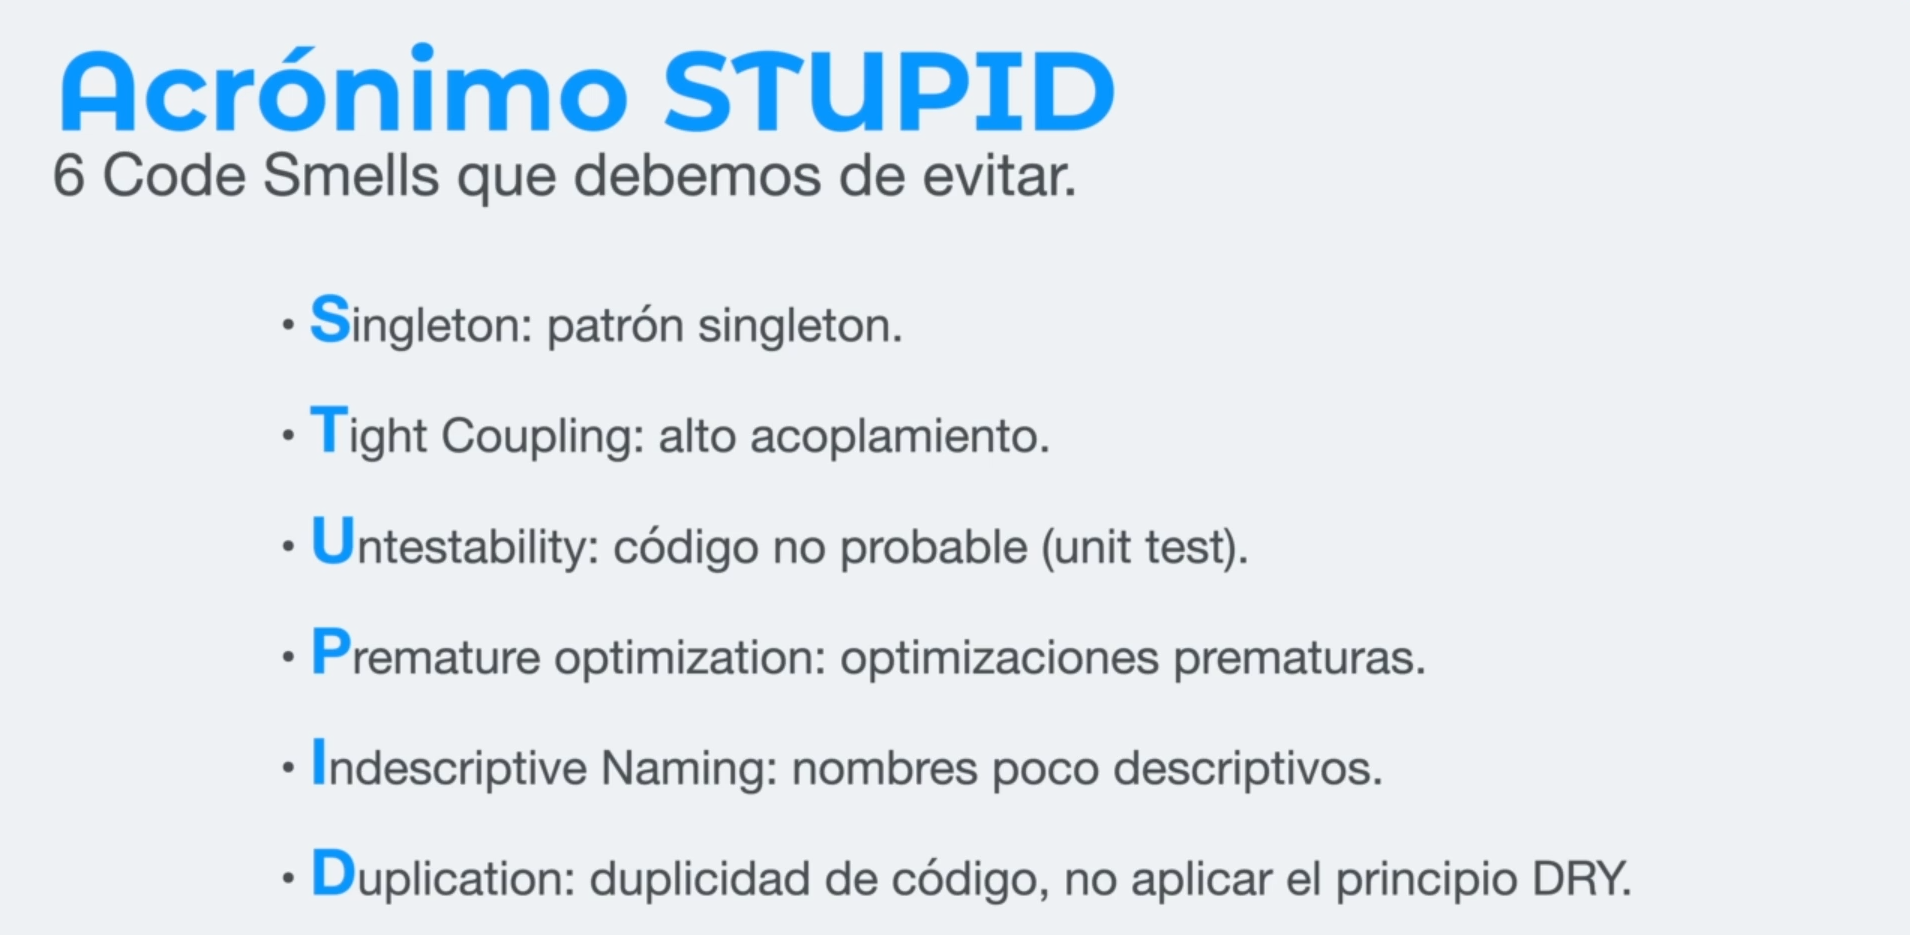 Acrónimo STUPID
6 Code Smells que debemos de evitar.
• Singleton: patrón singleton.
• Tight Coupling: alto acoplamiento.
• Untestability: código no probable (unit test).
• Premature optimization: optimizaciones prematuras.
• Indescriptive Naming: nombres poco descriptivos.
• Duplication: duplicidad de código, no aplicar el principio DRY.